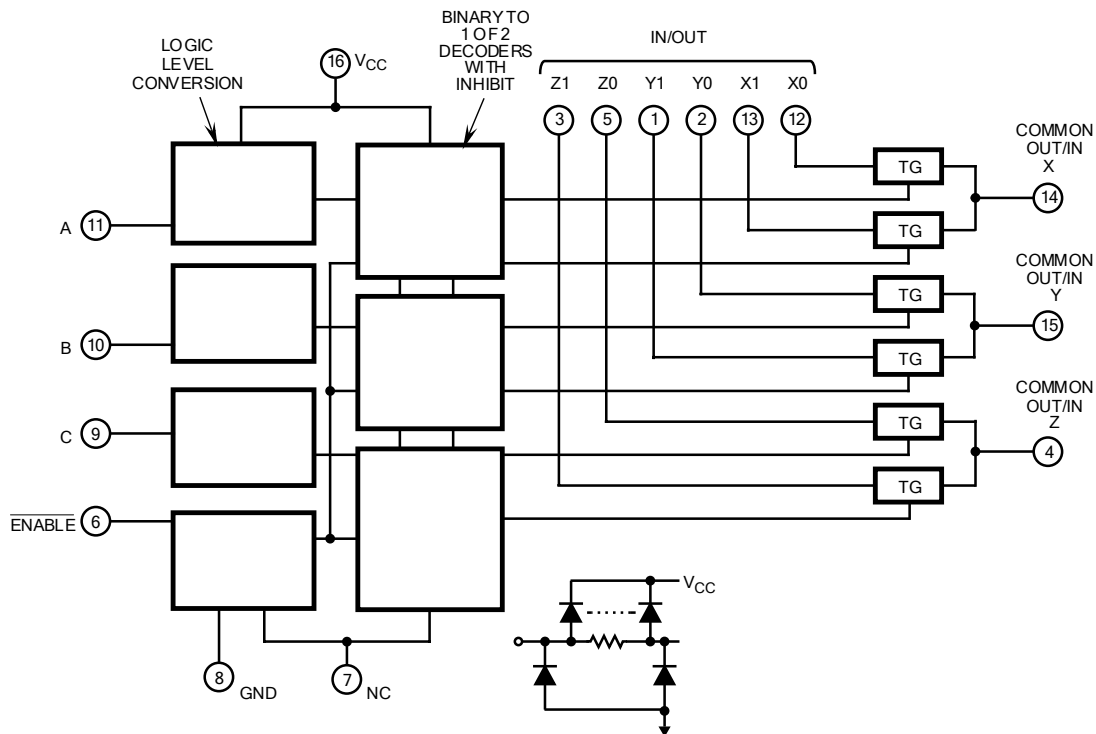 LOGIC
LEVEL
CONVERSION
16 VCC
BINARY TO
1 OF 2
DECODERS
WITH
INHIBIT
IN/OUT
Z1 Z0 Y1 Y0 X1 X0
3 5 1 2 13 12
COMMON
OUT/IN
X
TG
14
A 11
TG
COMMON
OUT/IN
Y
TG
15
B 10
TG
COMMON
OUT/IN
Z
TG
C 9
4
TG
ENABLE 6
VCC
8 GND
7 NC